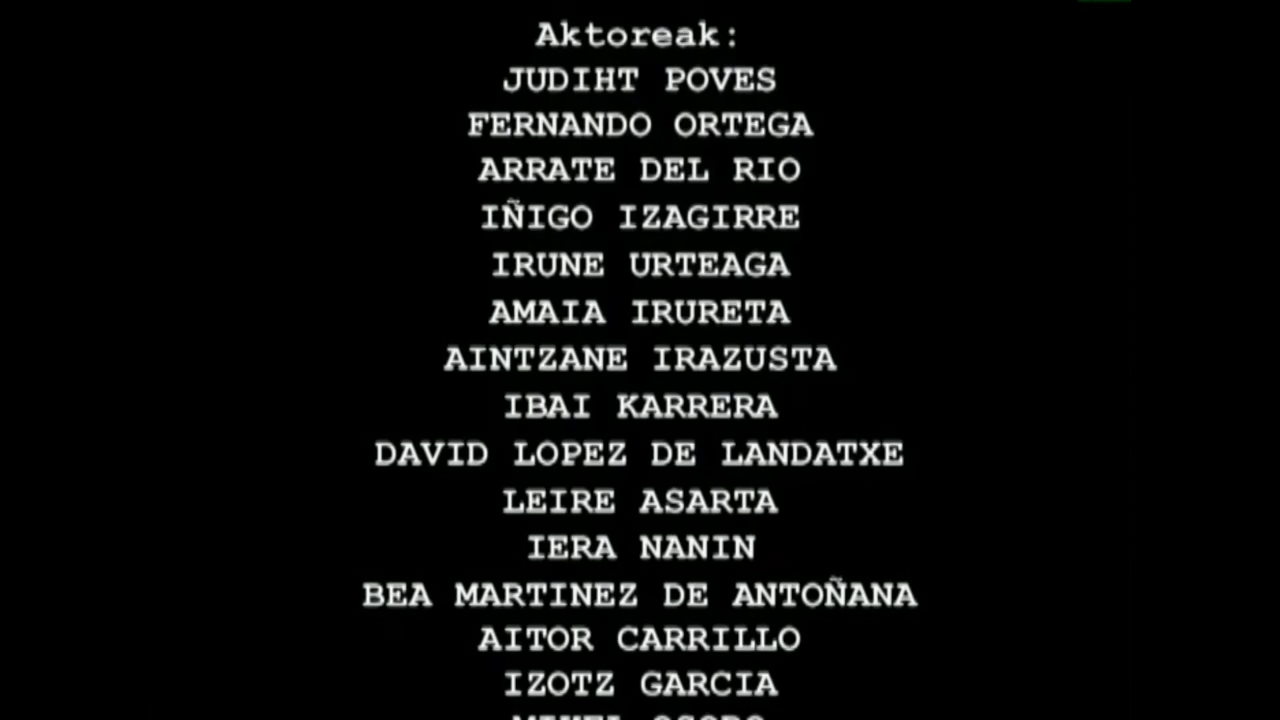 Aktoreak:
JUDIHT POVES
FERNANDO ORTEGA
ARRATE DEL RIO
IÑIGO IZAGIRRE
IRUNE URTEAGA
AMAIA IRURETA
AINTZANE IRAZUSTA
IBAI KARRERA
DAVID LOPEZ DE LANDATXE
LEIRE ASARTA
IERA NANIN
BEA MARTINEZ DE ANTOÑANA
AITOR CARRILLO
IZOTZ GARCIA